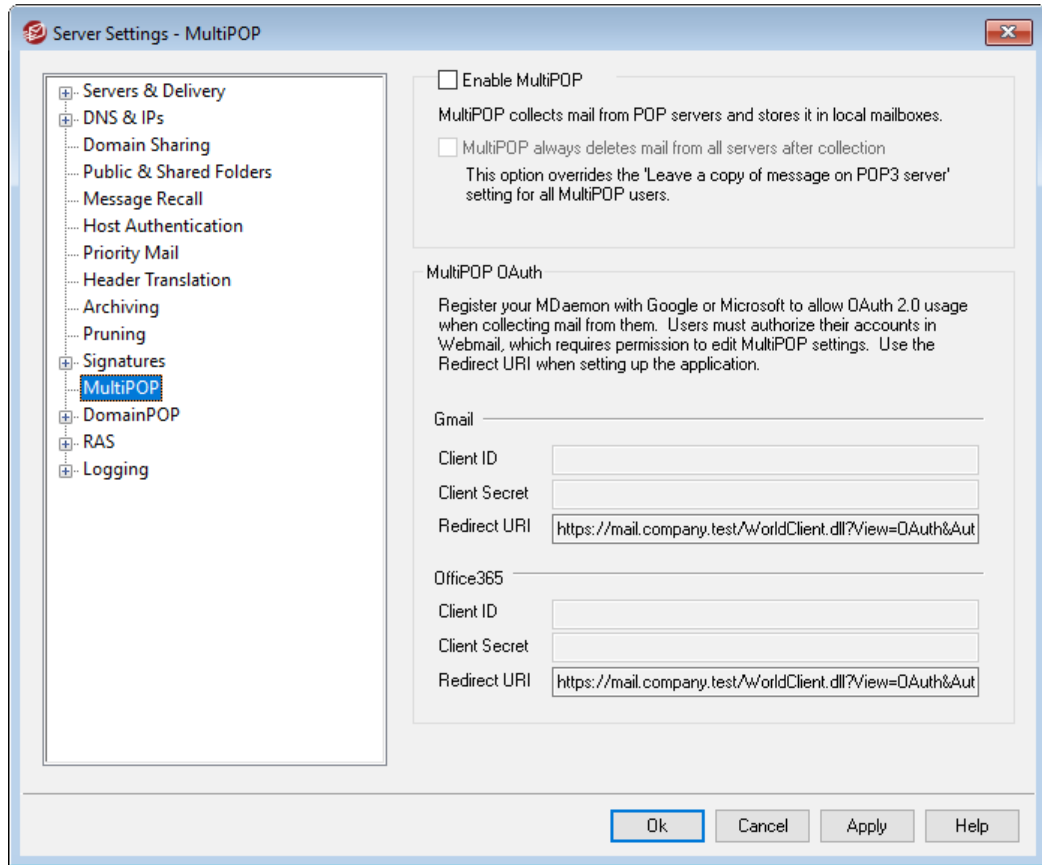 Server Settings - MultiPOP
Servers & Delivery
DNS & IPs
Domain Sharing
Public & Shared Folders
Message Recall
Host Authentication
Priority Mail
Header Translation
Archiving
Pruning
Signatures
MultiPOP
DomainPOP
RAS
Logging
Enable MultiPOP
MultiPOP collects mail from POP servers and stores it in local mailboxes.
MultiPOP always deletes mail from all servers after collection
This option overrides the 'Leave a copy of message on POP3 server'
setting for all MultiPOP users.
MultiPOP OAuth
Register your MDaemon with Google or Microsoft to allow OAuth 2.0 usage
when collecting mail from them.  Users must authorize their accounts in
Webmail, which requires permission to edit MultiPOP settings.  Use the
Redirect URI when setting up the application.
Gmail
Client ID
Client Secret
Redirect URI https://mail.company.test/WorldClient.dll?View=OAuth&Aut
Office365
Client ID
Client Secret
Redirect URI https://mail.company.test/WorldClient.dll?View=OAuth&Aut
Ok Cancel Apply Help